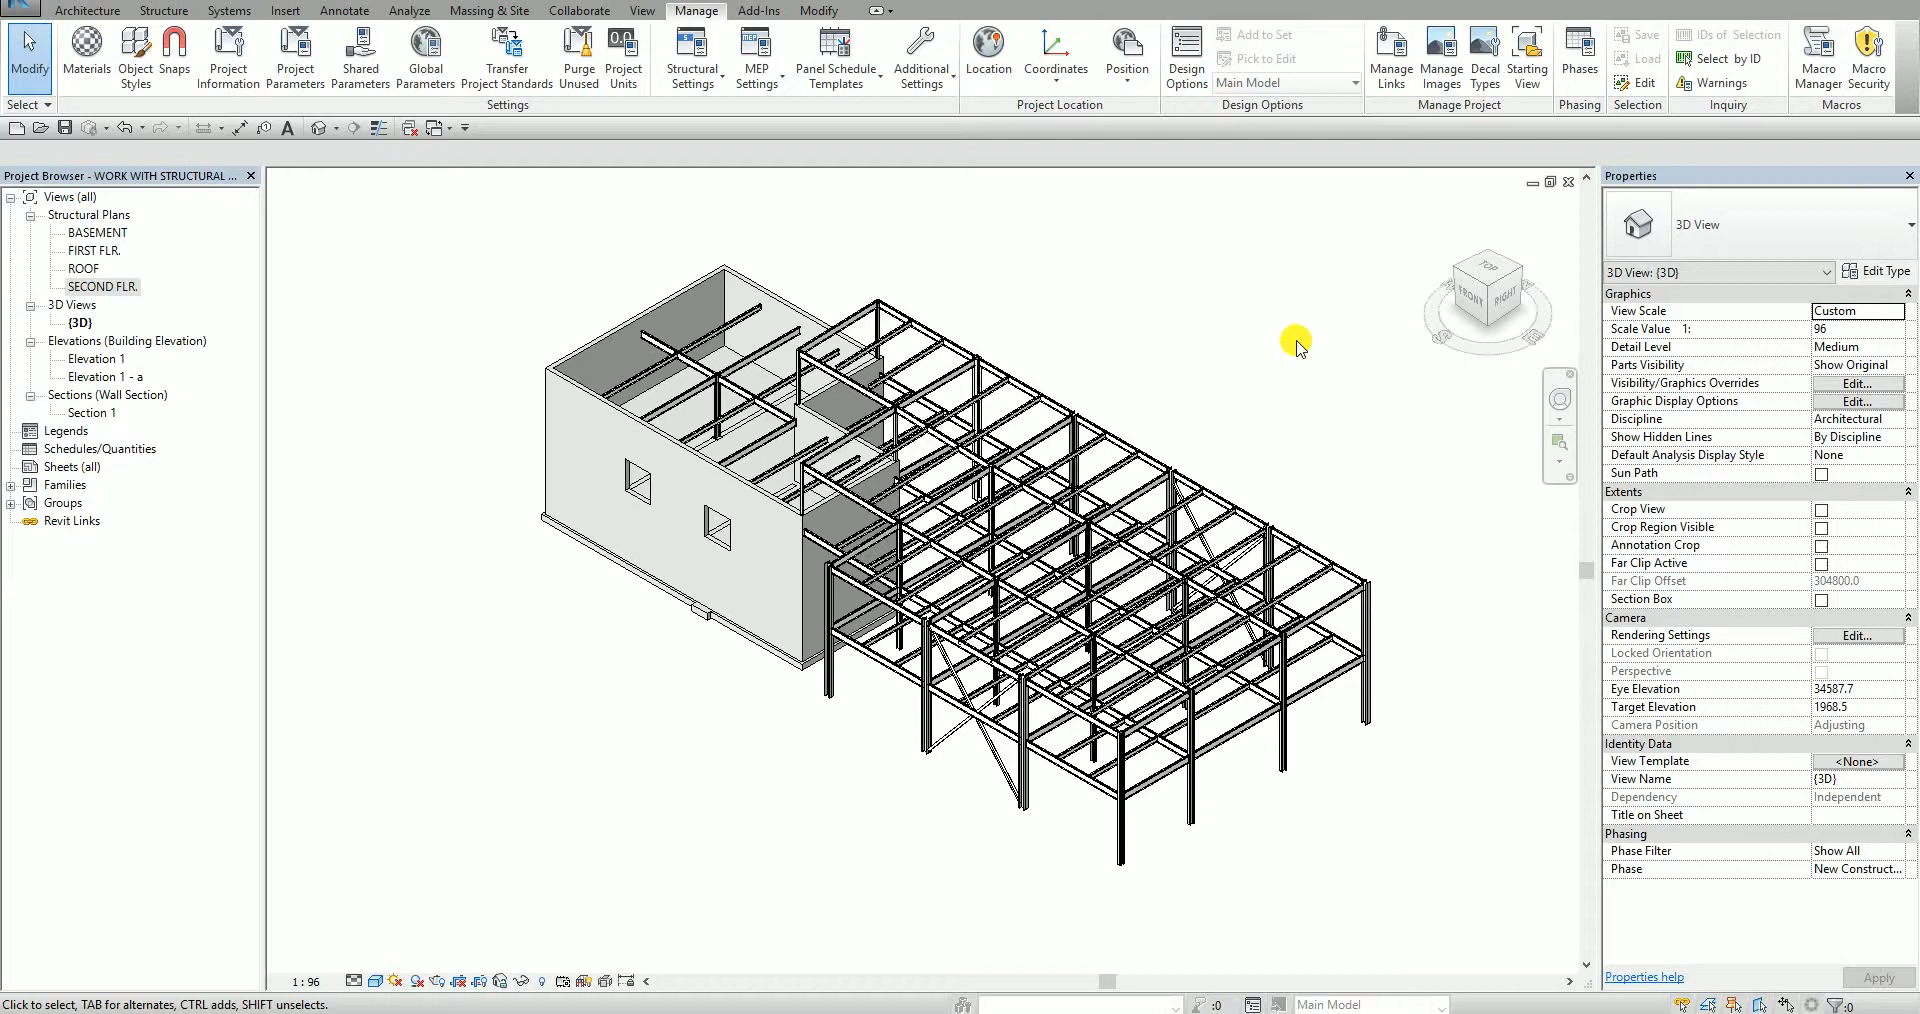 Architecture Structure Systems Insert Annotate Analyze Massing & Site Collaborate View Manage Add-Ins Modify
Modify
Materials
Object Styles
Snaps
Project Information
Project Parameters
Shared Parameters
Global Parameters
Transfer Project Standards
Purge Unused
Project Units
Structural Settings
MEP Settings
Panel Schedule Templates
Additional Settings
Location
Coordinates
Position
Design Options
Add to Set
Pick to Edit
Main Model
Manage Links
Manage Images
Decal Types
Starting View
Phases
Save
Load
Edit
IDs of Selection
Select by ID
Warnings
Macro Manager
Macro Security
Select Settings Project Location Design Options Manage Project Phasing Selection Inquiry Macros
Project Browser - WORK WITH STRUCTURAL ...
Views (all)
Structural Plans
BASEMENT
FIRST FLR.
ROOF
SECOND FLR.
3D Views
{3D}
Elevations (Building Elevation)
Elevation 1
Elevation 1 - a
Sections (Wall Section)
Section 1
Legends
Schedules/Quantities
Sheets (all)
Families
Groups
Revit Links
TOP
FRONT
RIGHT
Properties
3D View
3D View: {3D} Edit Type
Graphics
View Scale Custom
Scale Value 1: 96
Detail Level Medium
Parts Visibility Show Original
Visibility/Graphics Overrides Edit...
Graphic Display Options Edit...
Discipline Architectural
Show Hidden Lines By Discipline
Default Analysis Display Style None
Sun Path
Extents
Crop View
Crop Region Visible
Annotation Crop
Far Clip Active
Far Clip Offset 304800.0
Section Box
Camera
Rendering Settings Edit...
Locked Orientation
Perspective
Eye Elevation 34587.7
Target Elevation 1968.5
Camera Position Adjusting
Identity Data
View Template <None>
View Name {3D}
Dependency Independent
Title on Sheet
Phasing
Phase Filter Show All
Phase New Construct...
Properties help Apply
1 : 96
Click to select, TAB for alternates, CTRL adds, SHIFT unselects.
:0
Main Model
:0